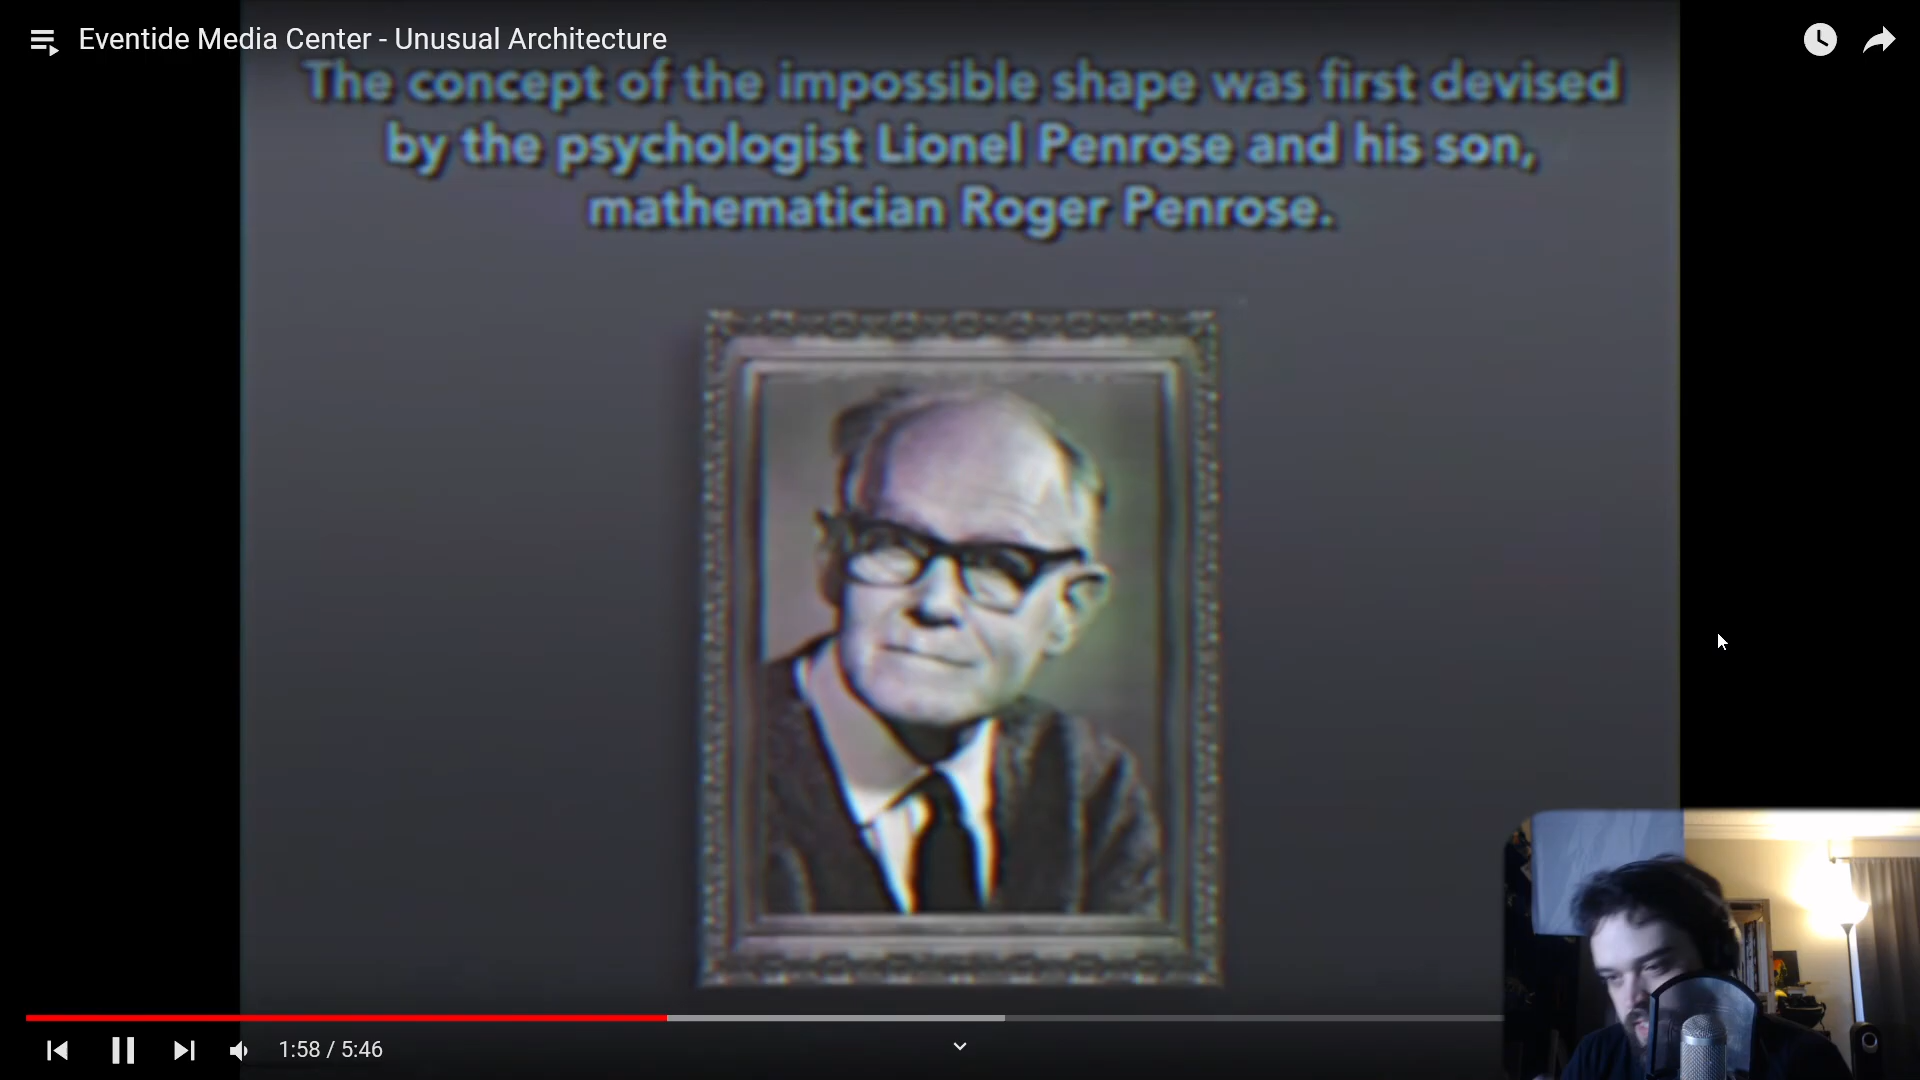 Eventide Media Center - Unusual Architecture
The concept of the impossible shape was first devised
by the psychologist Lionel Penrose and his son,
mathematician Roger Penrose.
1:58 / 5:46